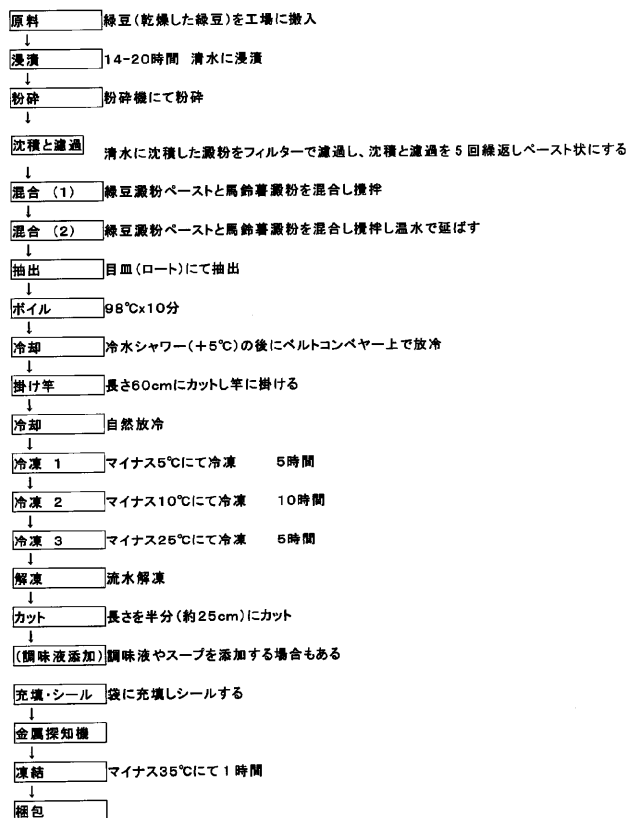 原料 緑豆(乾燥した緑豆)を工場に搬入
↓
浸漬 14-20時間 清水に浸漬
↓
粉砕 粉砕機にて粉砕
↓
沈積と濾過 清水に沈積した澱粉をフィルターで濾過し、沈積と濾過を5回繰返しペースト状にする
↓
混合 (1) 緑豆澱粉ペーストと馬鈴薯澱粉を混合し攪拌
↓
混合 (2) 緑豆澱粉ペーストと馬鈴薯澱粉を混合し攪拌し温水で延ばす
↓
抽出 目皿(ロート)にて抽出
↓
ボイル 98℃x10分
↓
冷却 冷水シャワー(+5℃)の後にベルトコンベヤー上で放冷
↓
掛け竿 長さ60cmにカットし竿に掛ける
↓
冷却 自然放冷
↓
冷凍 1 マイナス5℃にて冷凍 5時間
↓
冷凍 2 マイナス10℃にて冷凍 10時間
↓
冷凍 3 マイナス25℃にて冷凍 5時間
↓
解凍 流水解凍
↓
カット 長さを半分(約25cm)にカット
↓
(調味液添加) 調味液やスープを添加する場合もある
充填・シール 袋に充填しシールする
↓
金属探知機
↓
凍結 マイナス35℃にて1時間
↓
梱包